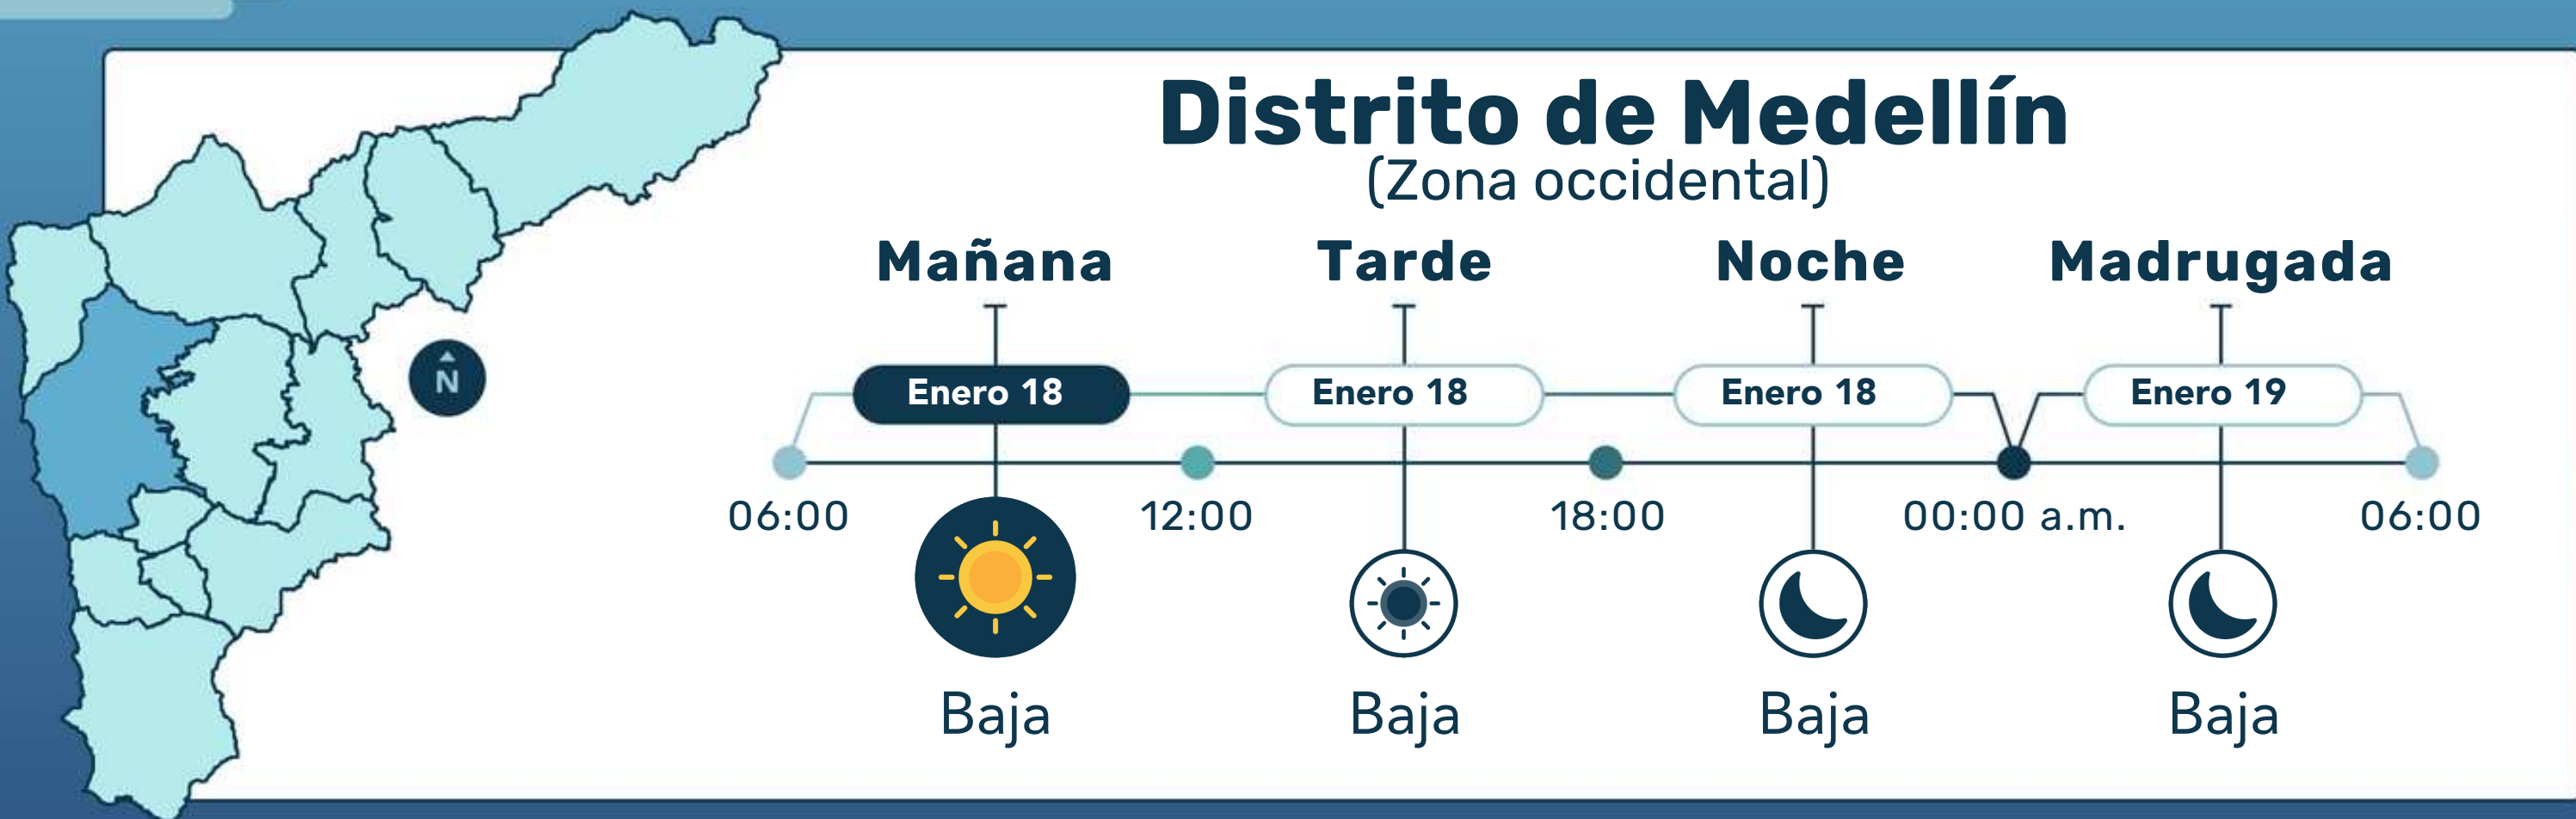 Distrito de Medellín
(Zona occidental)
Mañana Tarde Noche Madrugada
Enero 18 Enero 18 Enero 18 Enero 19
N
06:00 12:00 18:00 00:00 a.m. 06:00
Baja Baja Baja Baja